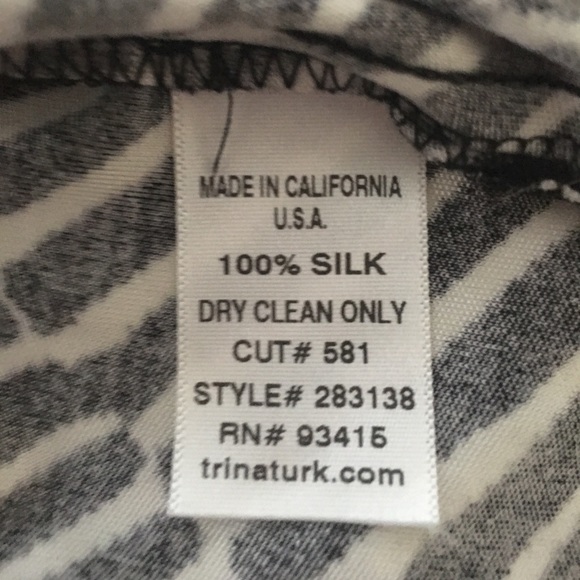 MADE IN CALIFORNIA
U.S.A.
100% SILK
DRY CLEAN ONLY
CUT# 581
STYLE# 283138
RN# 93415
trinaturk.com